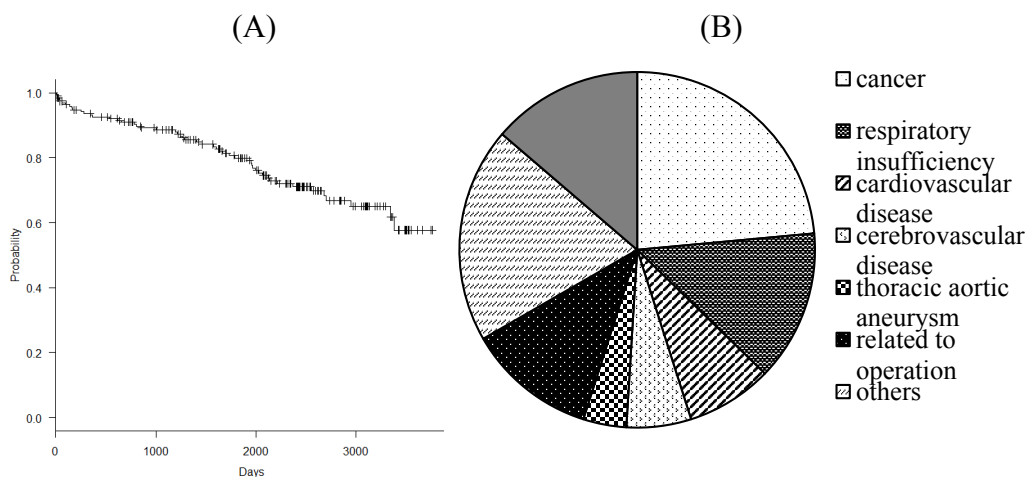 (A)
(B)
1.0
0.8
0.6
0.4
0.2
0.0
Probability
0
1000
2000
3000
Days
cancer
respiratory
insufficiency
cardiovascular
disease
cerebrovascular
disease
thoracic aortic
aneurysm
related to
operation
others